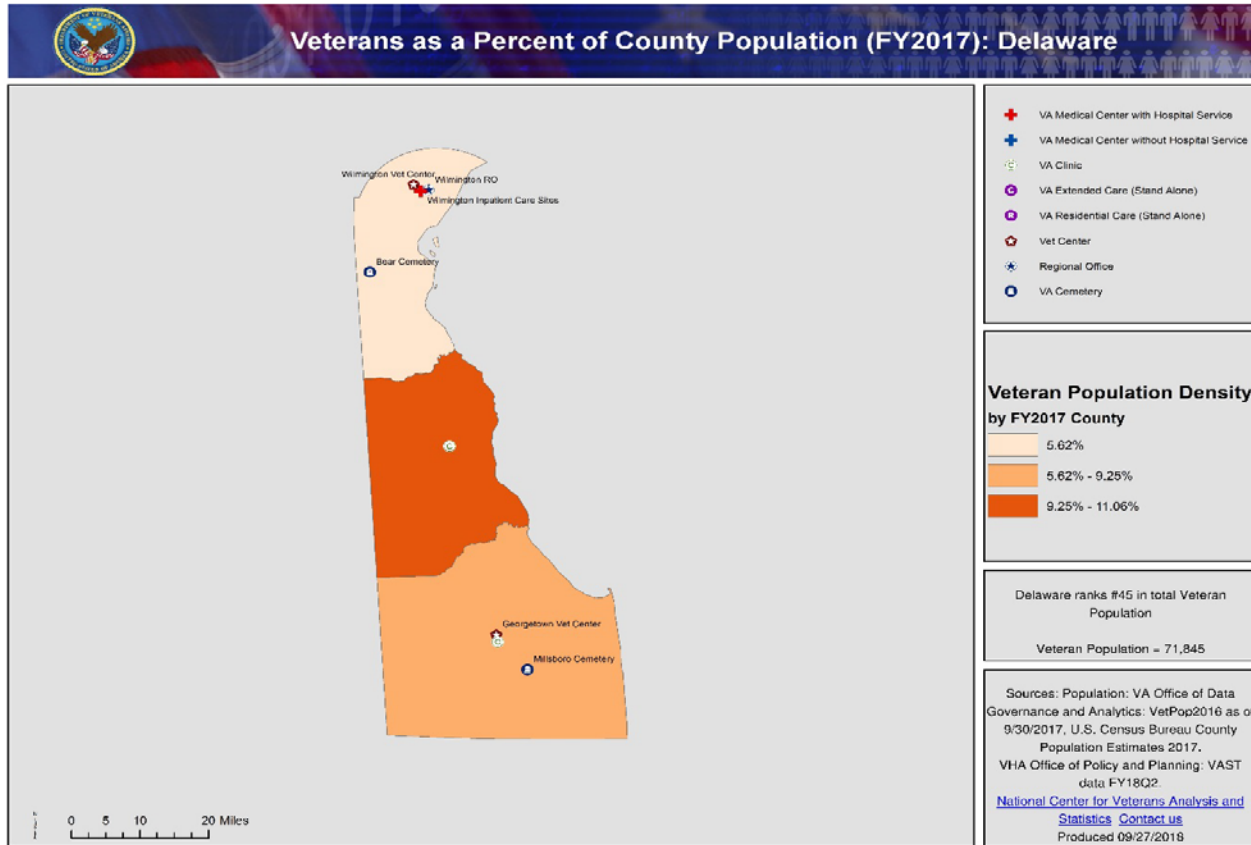 Veterans as a Percent of County Population (FY2017): Delaware
Wilmington Vet Center
Wilmington RO
Wilmington Inpatient Care Sites
Bear Cemetery
C
Georgetown Vet Center
C
Millsboro Cemetery
0 5 10 20 Miles
VA Medical Center with Hospital Service
VA Medical Center without Hospital Service
C VA Clinic
C VA Extended Care (Stand Alone)
R VA Residential Care (Stand Alone)
Vet Center
Regional Office
VA Cemetery
Veteran Population Density
by FY2017 County
5.62%
5.62% - 9.25%
9.25% - 11.06%
Delaware ranks #45 in total Veteran
Population
Veteran Population = 71,845
Sources: Population: VA Office of Data
Governance and Analytics: VetPop2016 as o
9/30/2017, U.S. Census Bureau County
Population Estimates 2017.
VHA Office of Policy and Planning: VAST
data FY18Q2.
National Center for Veterans Analysis and
Statistics Contact us
Produced 09/27/2018